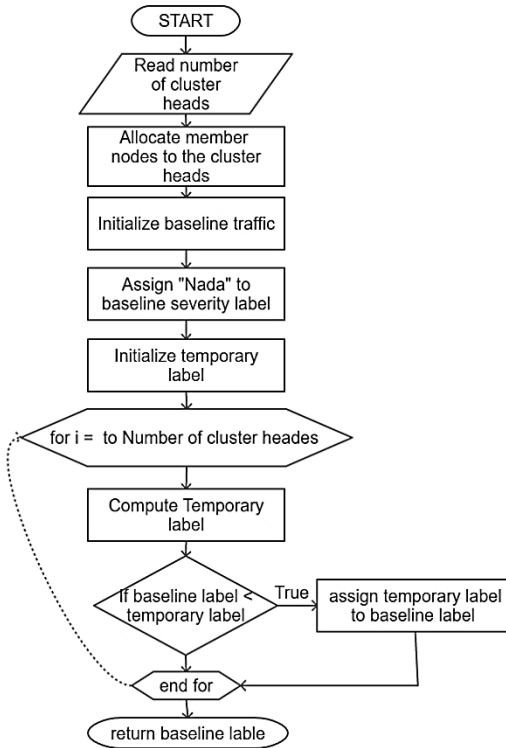 START
Read number
of cluster
heads
Allocate member
nodes to the cluster
heads
Initialize baseline traffic
Assign "Nada" to
baseline severity label
Initialize temporary
label
for i =  to Number of cluster heades
Compute Temporary
label
If baseline label <
temporary label
True
assign temporary label
to baseline label
end for
return baseline lable